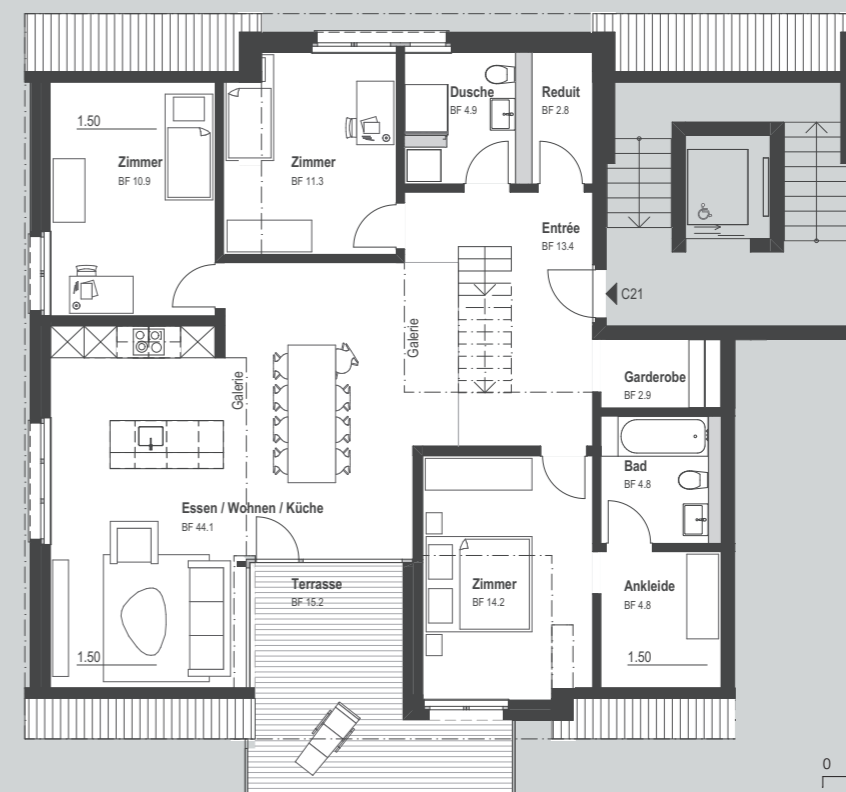 Dusche
BF 4.9
Reduit
BF 2.8
1.50
Zimmer
BF 10.9
Zimmer
BF 11.3
Entrée
BF 13.4
C21
Galerie
Galerie
Garderobe
BF 2.9
Bad
BF 4.8
Essen / Wohnen / Küche
BF 44.1
Terrasse
BF 15.2
Zimmer
BF 14.2
Ankleide
BF 4.8
1.50
1.50
0